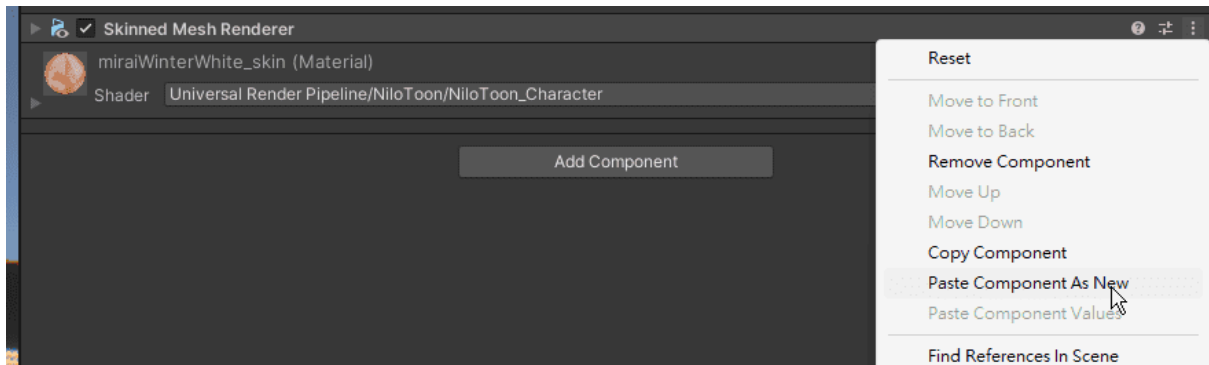 Skinned Mesh Renderer
miraiWinterWhite_skin (Material)
Shader Universal Render Pipeline/NiloToon/NiloToon_Character
Add Component
Reset
Move to Front
Move to Back
Remove Component
Move Up
Move Down
Copy Component
Paste Component As New
Paste Component Values
Find References In Scene